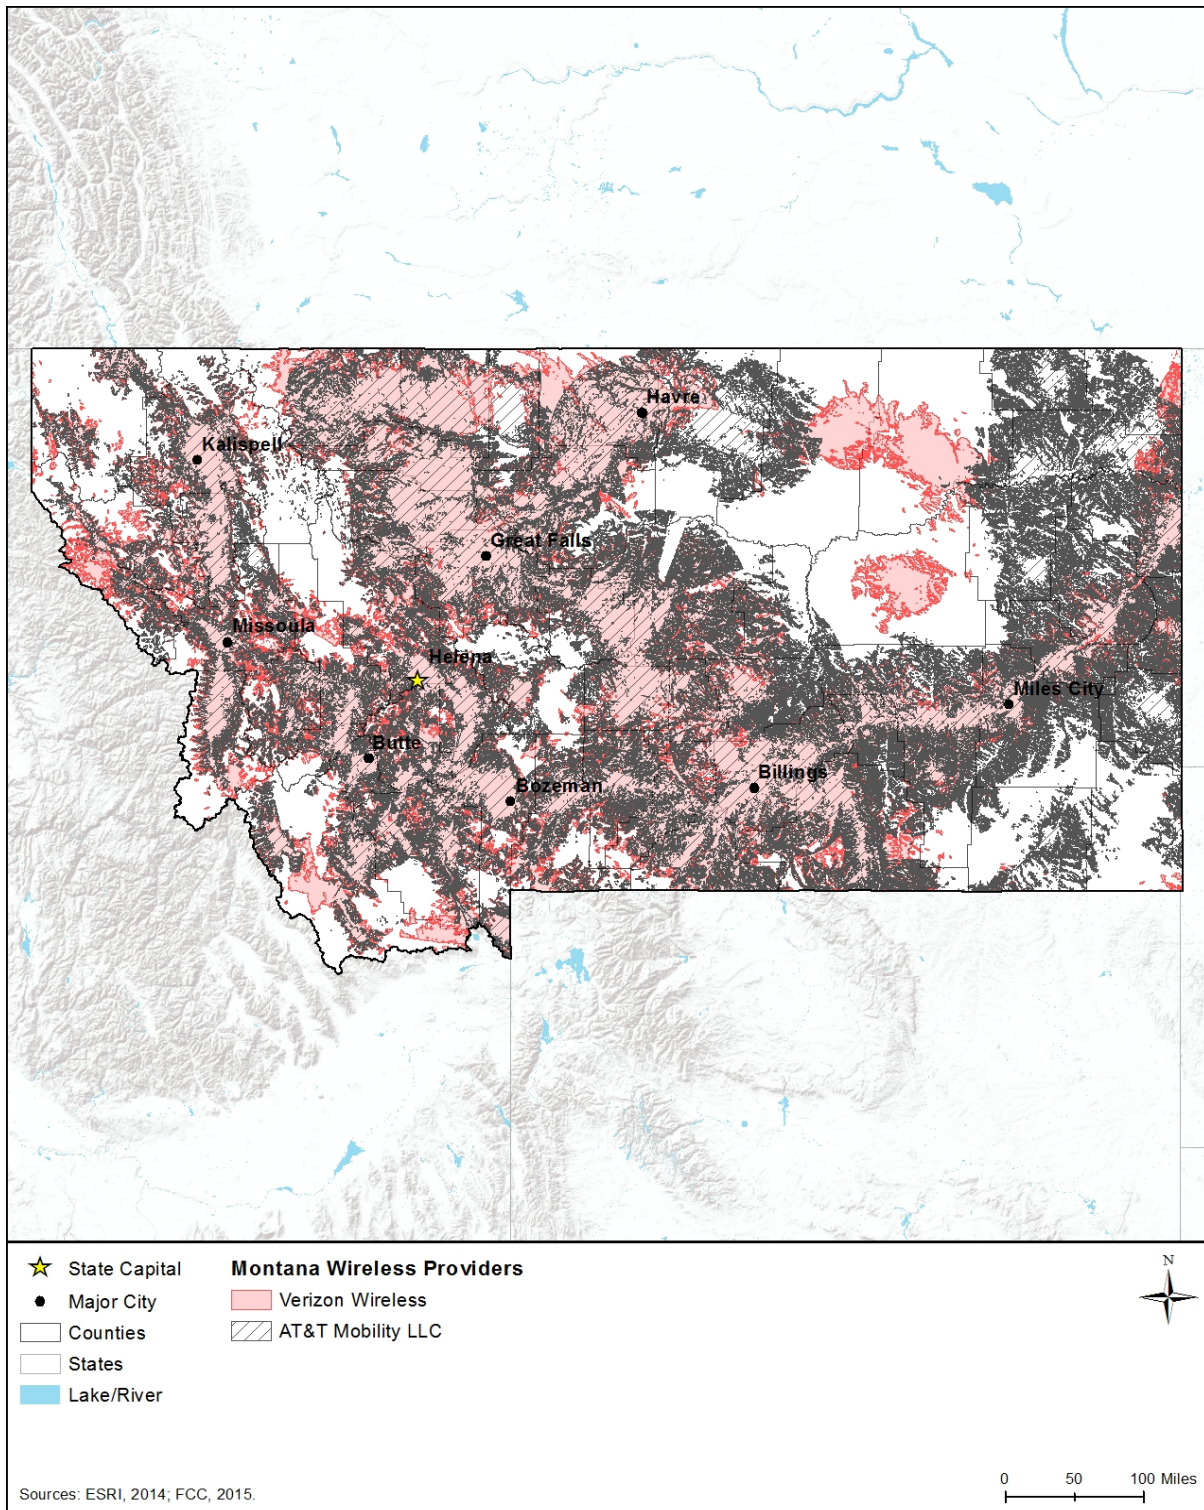 Havre
Kalispell
Great Falls
Missoula
Helena
Miles City
Butte
Billings
Bozeman
State Capital
Montana Wireless Providers
N
Major City
Verizon Wireless
Counties
AT&T Mobility LLC
States
Lake/River
0 50 100 Miles
Sources: ESRI, 2014; FCC, 2015.